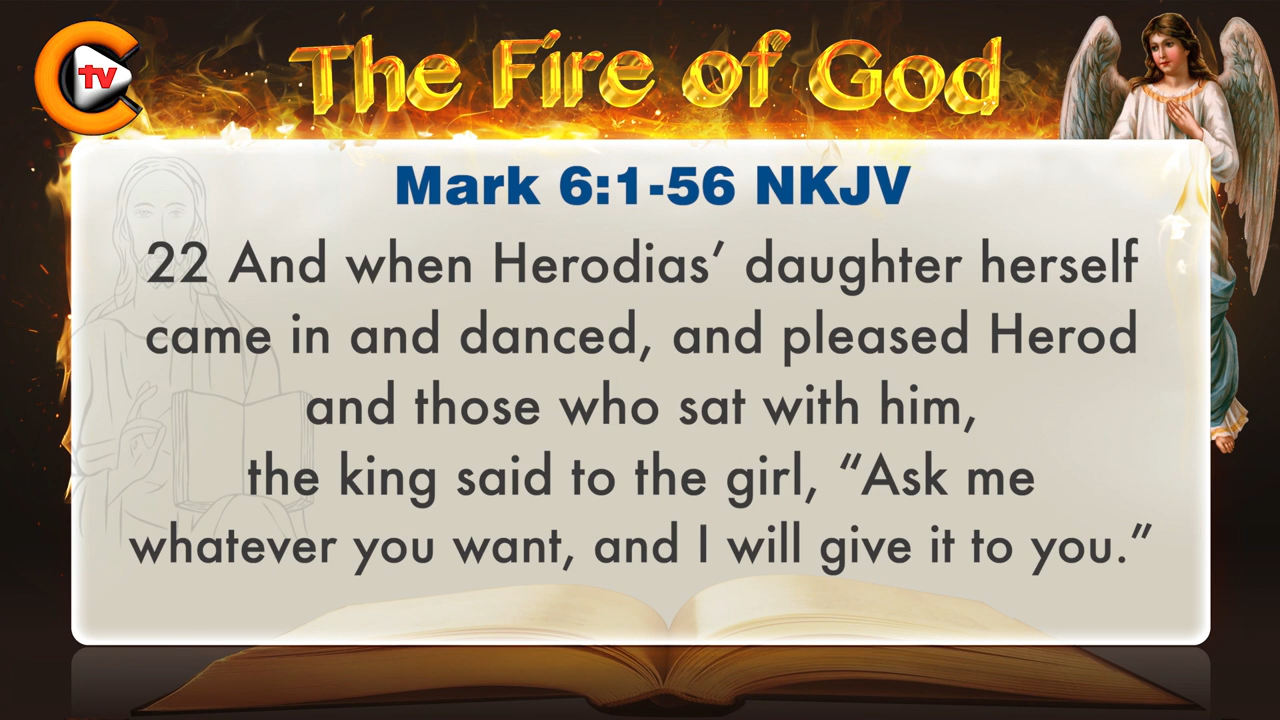 tv
The Fire of God
Mark 6:1-56 NKJV
22 And when Herodias’ daughter herself
came in and danced, and pleased Herod
and those who sat with him,
the king said to the girl, “Ask me
whatever you want, and I will give it to you.”